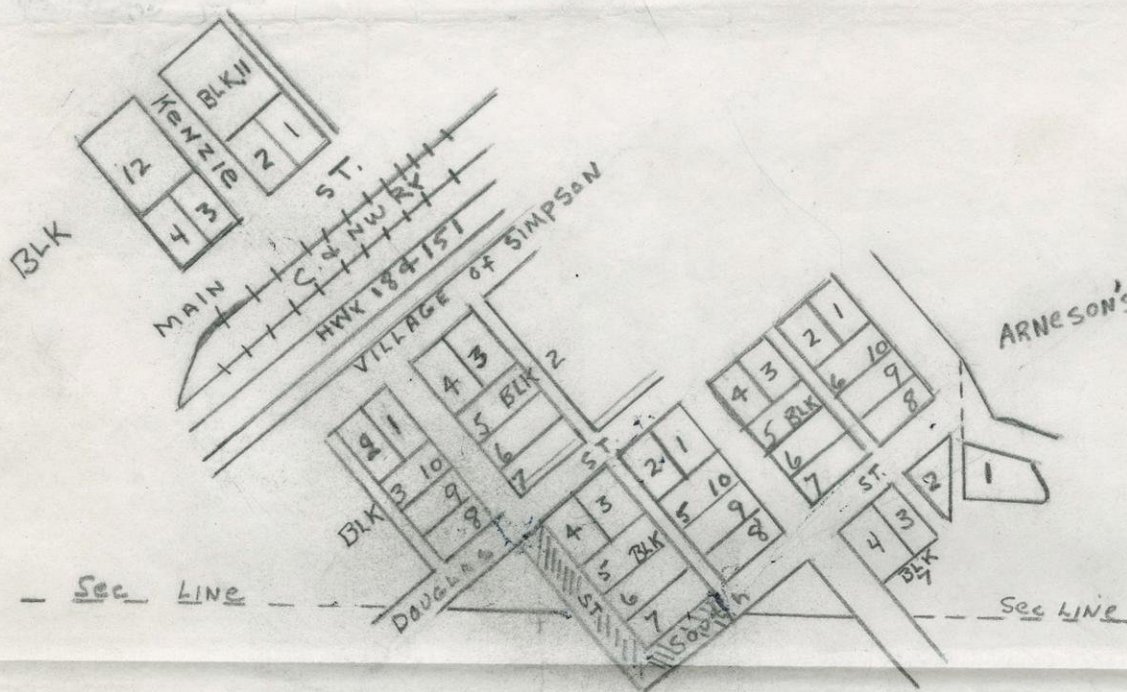 BLK 11
1
2
KENZIE
ST.
12
3
4
BLK
MAIN
C. & NW RR
HWY 18 & 151
VILLAGE of SIMPSON
ARNESON'S
4 3
5 BLK 2
6
7
1
10
3 9
8
BLK
DOUGLAS
ST.
4 3
5 BLK
6
7
ST.
SOUTH
2 1
10
5 9
8
4 3
5 BLK
6
7
2 1
6 10
9
8
ST.
4 3
BLK 7
2
1
Sec LINE
Sec LINE